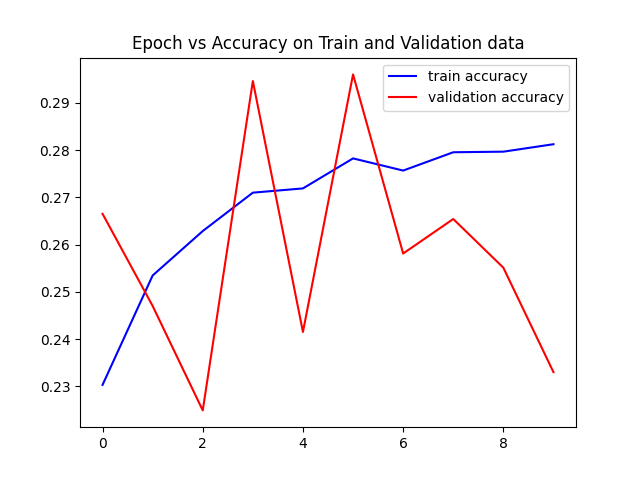 Epoch vs Accuracy on Train and Validation data
train accuracy
validation accuracy
0.29
0.28
0.27
0.26
0.25
0.24
0.23
0 2 4 6 8